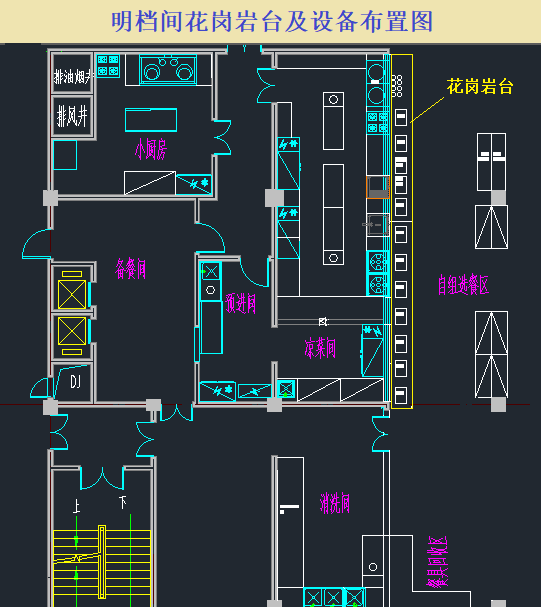 明档间花岗岩台及设备布置图
排油烟井
花岗岩台
排风井
小厨房
备餐间
自组选餐区
预进间
凉菜间
DJ
消洗间
上
下
餐具回收区